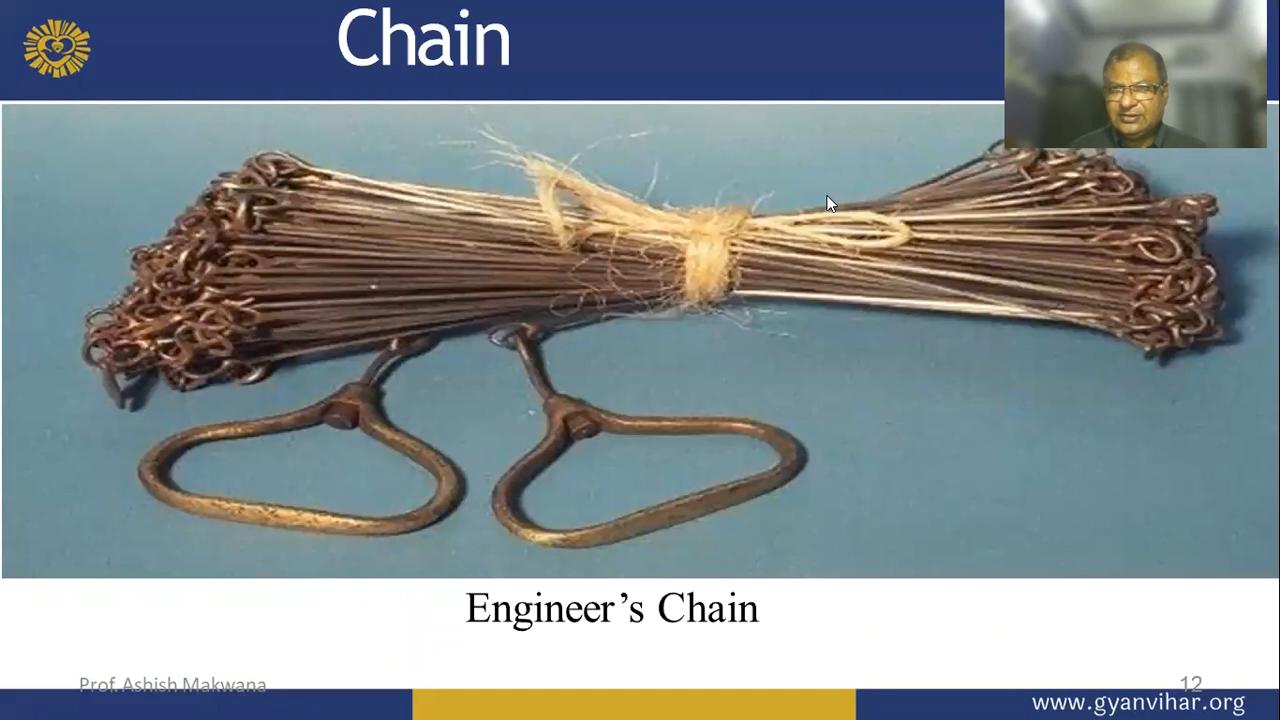 Chain
Engineer’s Chain
Prof. Ashish Makwana
12
www.gyanvihar.org